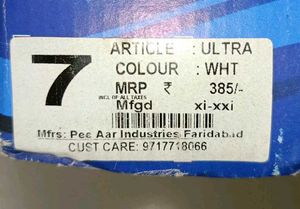 7
ARTICLE : ULTRA
COLOUR : WHT
MRP ₹ 385/-
INCL OF ALL TAXES
Mfgd xi-xxi
Mfrs: Pee Aar Industries Faridabad
CUST CARE: 9717718066